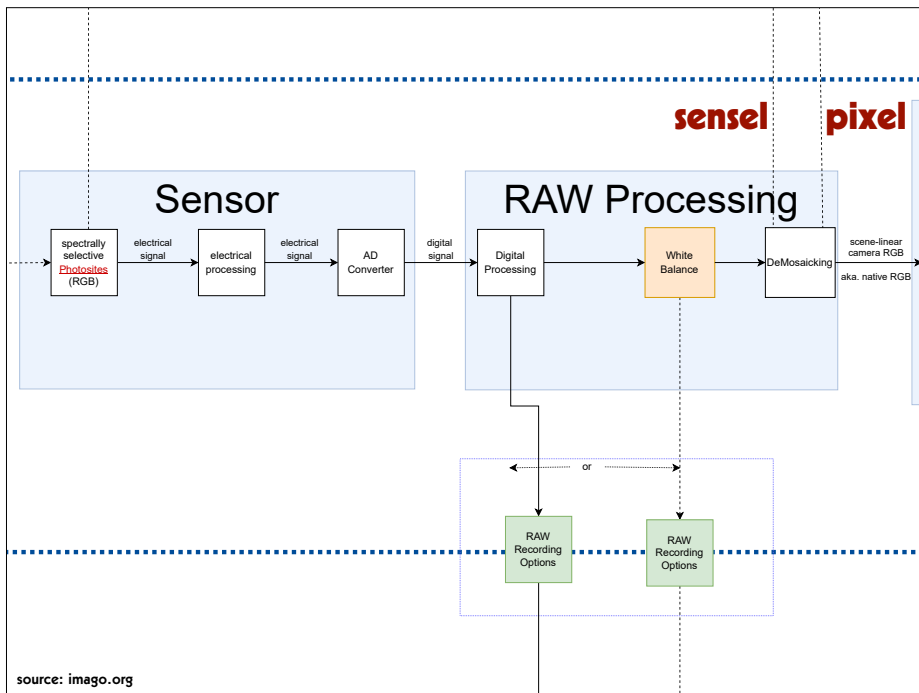 sensel
pixel
Sensor
RAW Processing
spectrally
selective
Photosites
(RGB)
electrical
signal
electrical
processing
electrical
signal
AD
Converter
digital
signal
Digital
Processing
White
Balance
DeMosaicking
scene-linear
camera RGB
aka. native RGB
or
RAW
Recording
Options
RAW
Recording
Options
source: imago.org